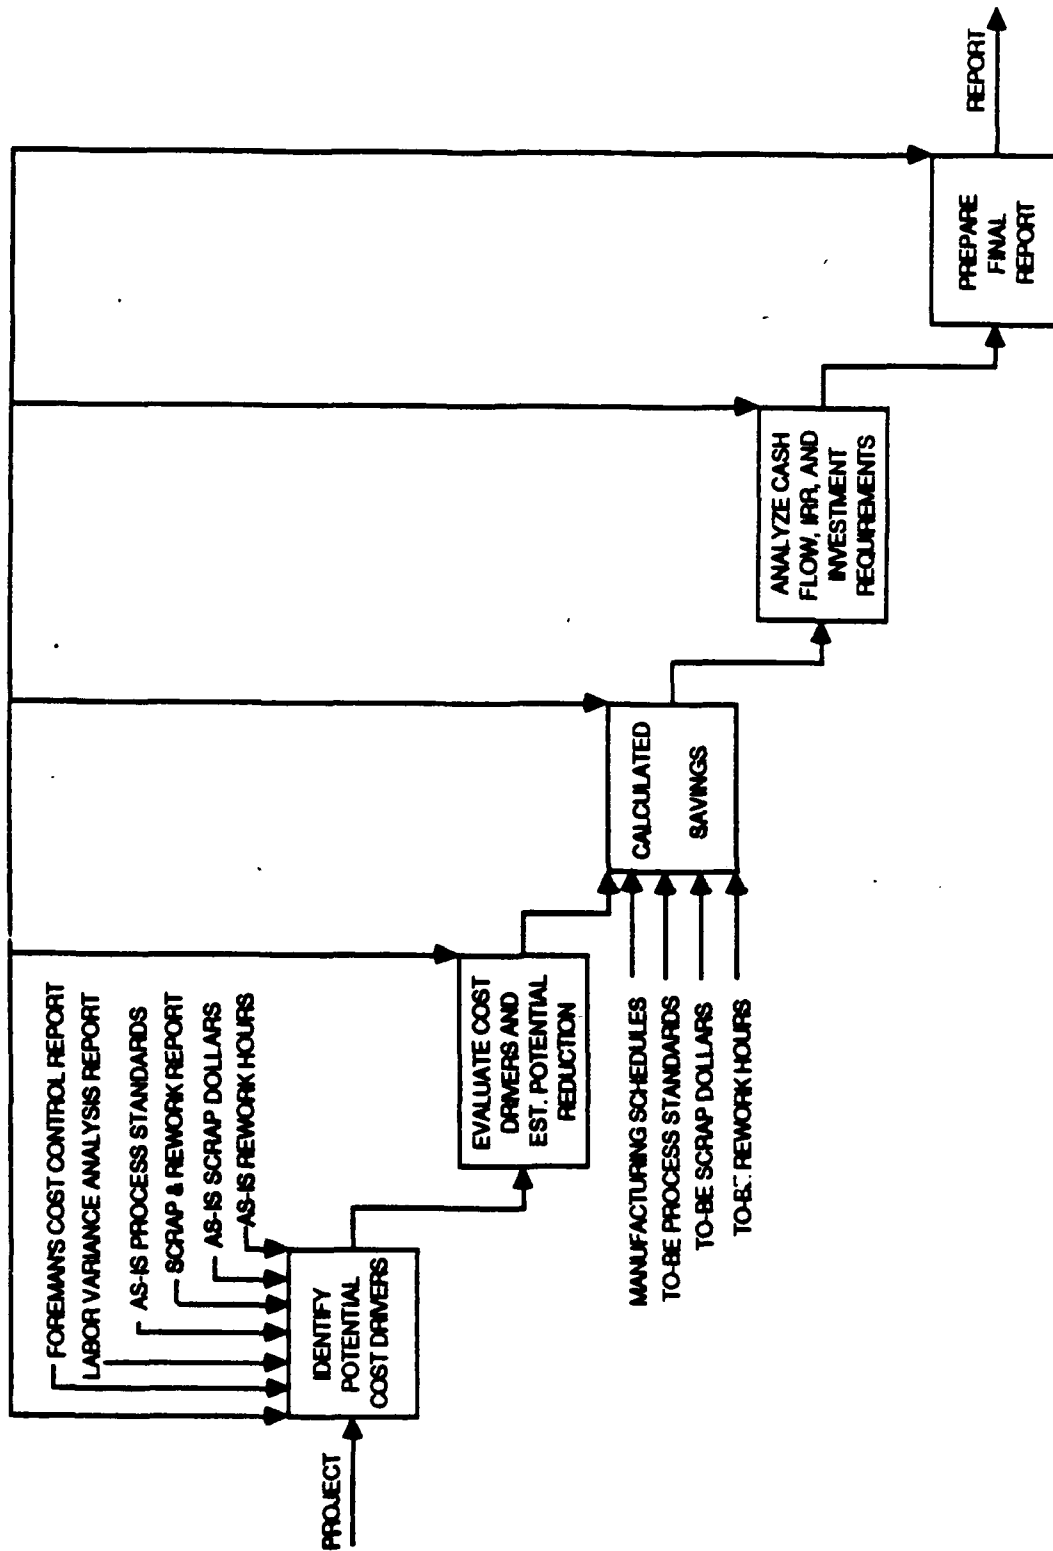 FOREMAN'S COST CONTROL REPORT
LABOR VARIANCE ANALYSIS REPORT
AS-IS PROCESS STANDARDS
SCRAP & REWORK REPORT
AS-IS SCRAP DOLLARS
AS-IS REWORK HOURS
PROJECT
IDENTIFY
POTENTIAL
COST DRIVERS
EVALUATE COST
DRIVERS AND
EST. POTENTIAL
REDUCTION
MANUFACTURING SCHEDULES
TO-BE PROCESS STANDARDS
TO-BE SCRAP DOLLARS
TO-BE REWORK HOURS
CALCULATED
SAVINGS
ANALYZE CASH
FLOW, IRR, AND
INVESTMENT
REQUIREMENTS
PREPARE
FINAL
REPORT
REPORT